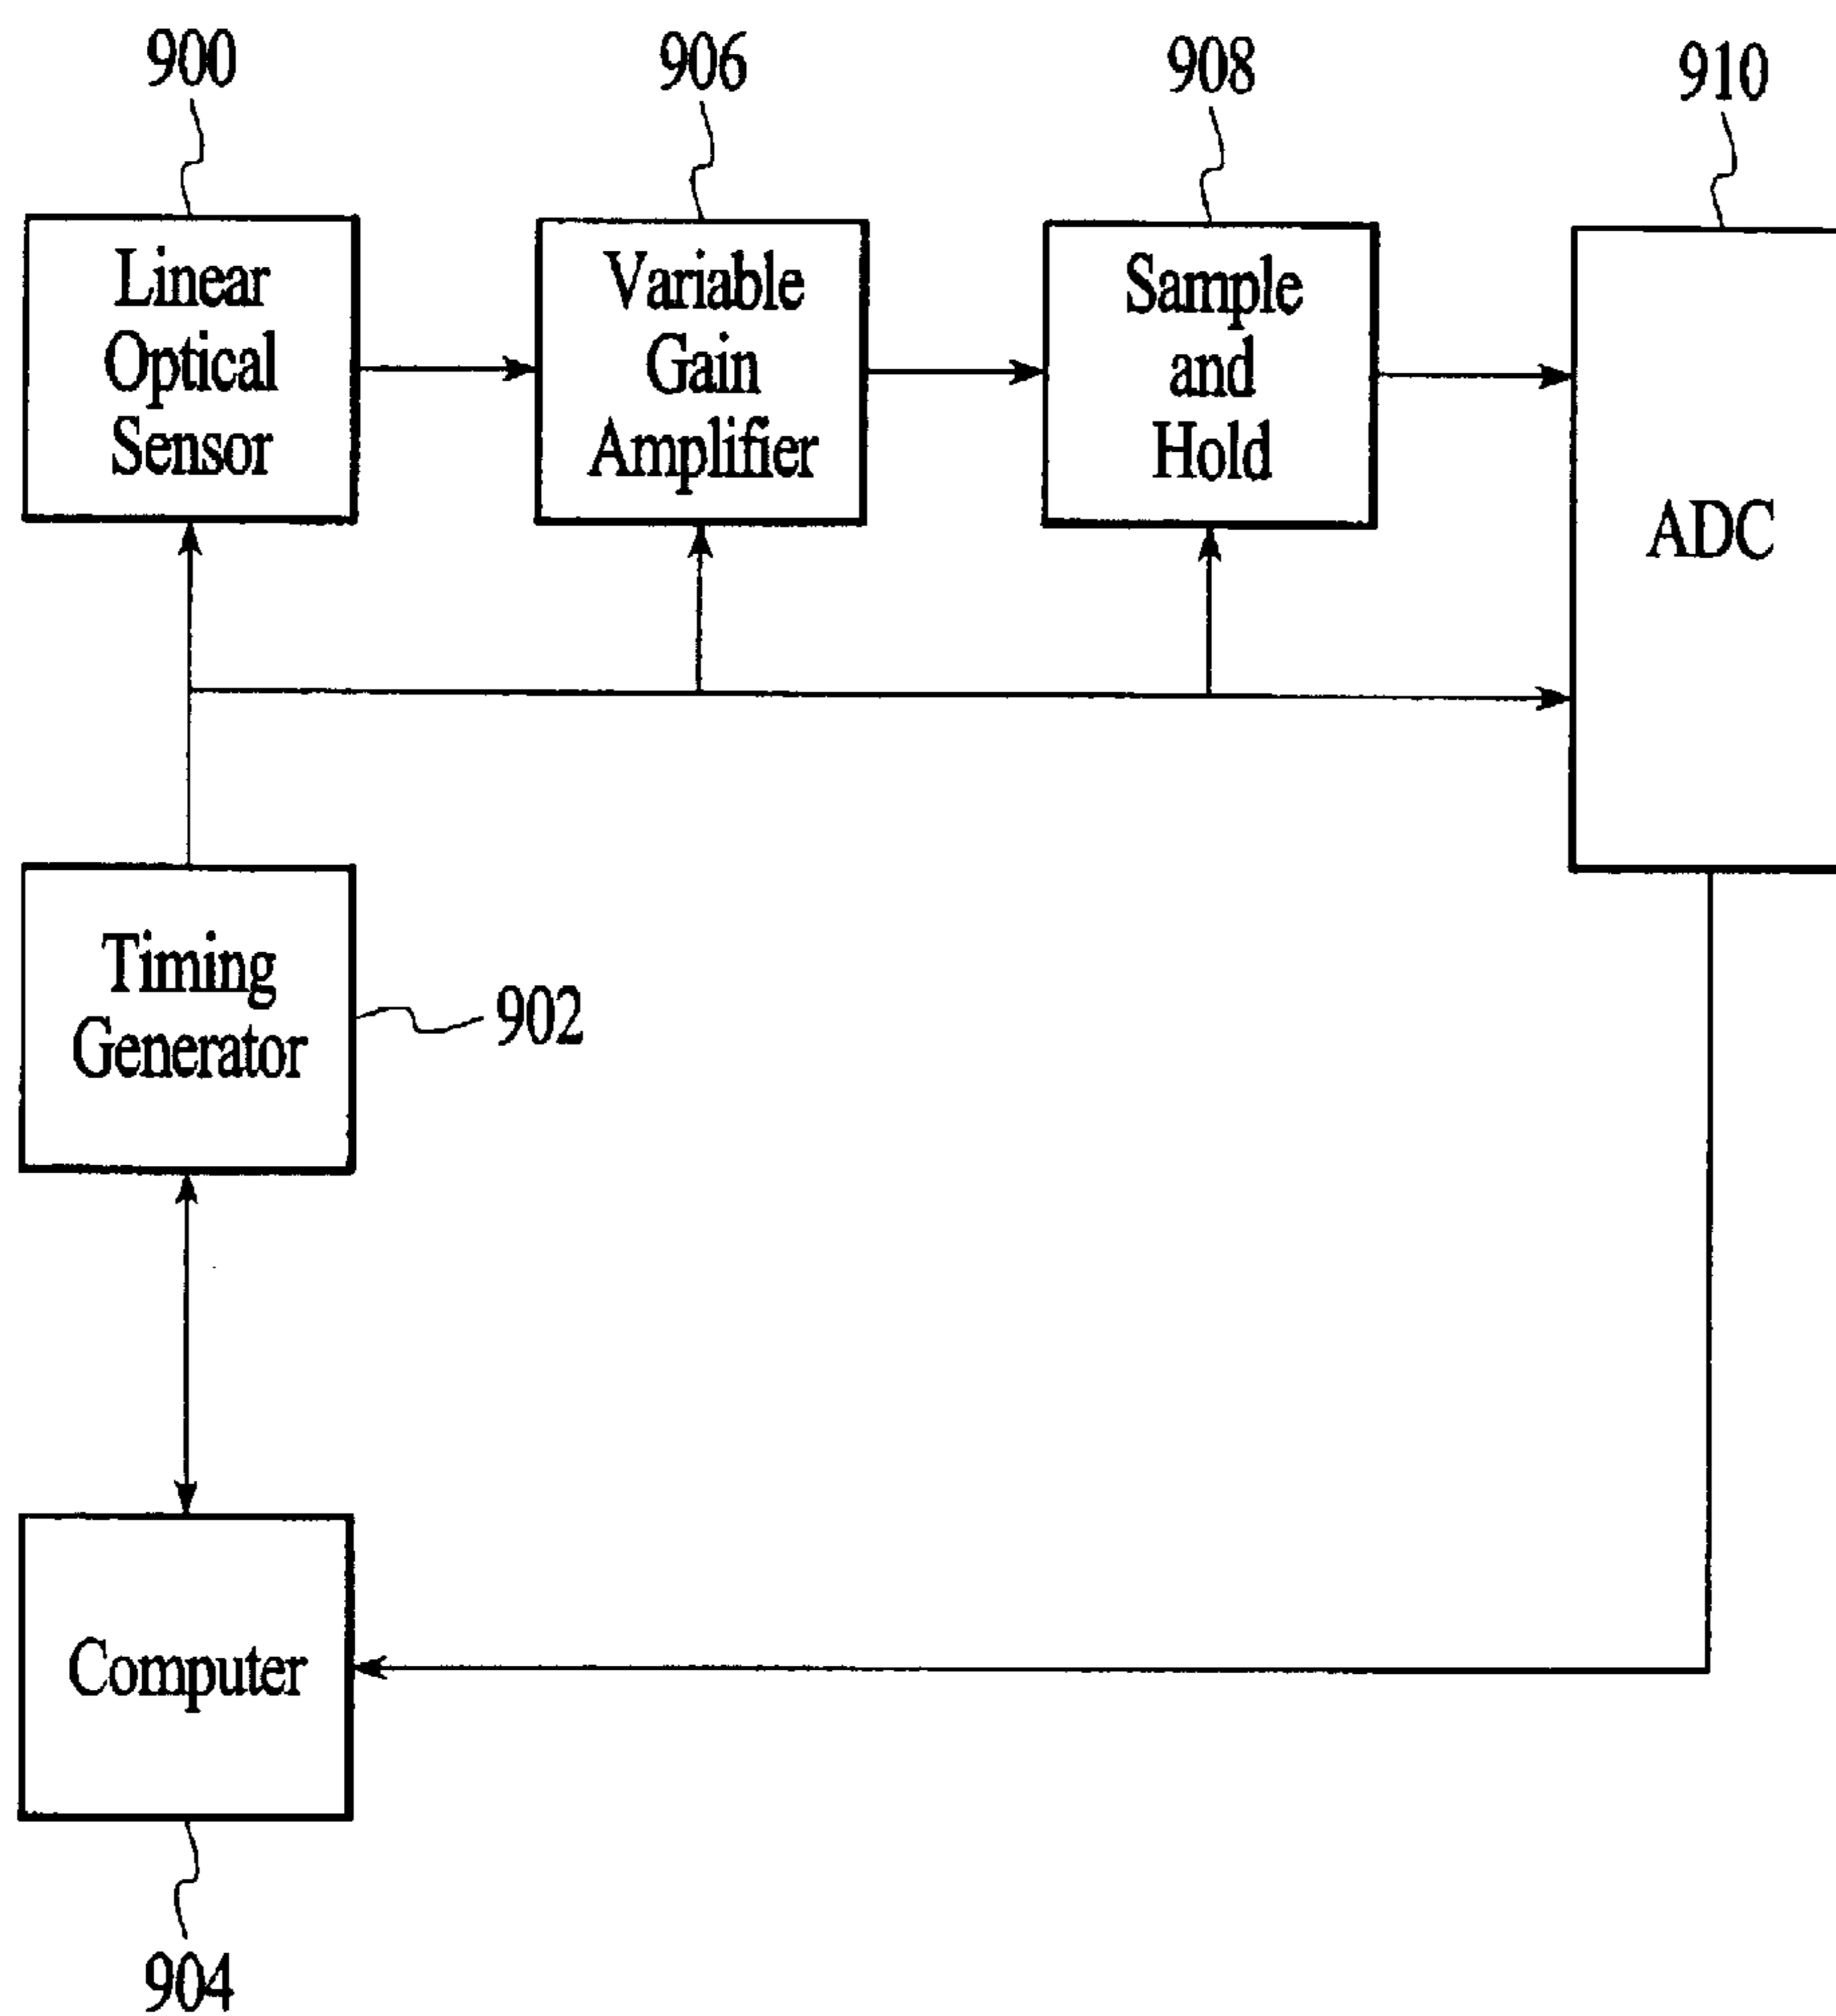 900
906
908
910
Linear
Optical
Sensor
Variable
Gain
Amplifier
Sample
and
Hold
ADC
Timing
Generator
902
Computer
904